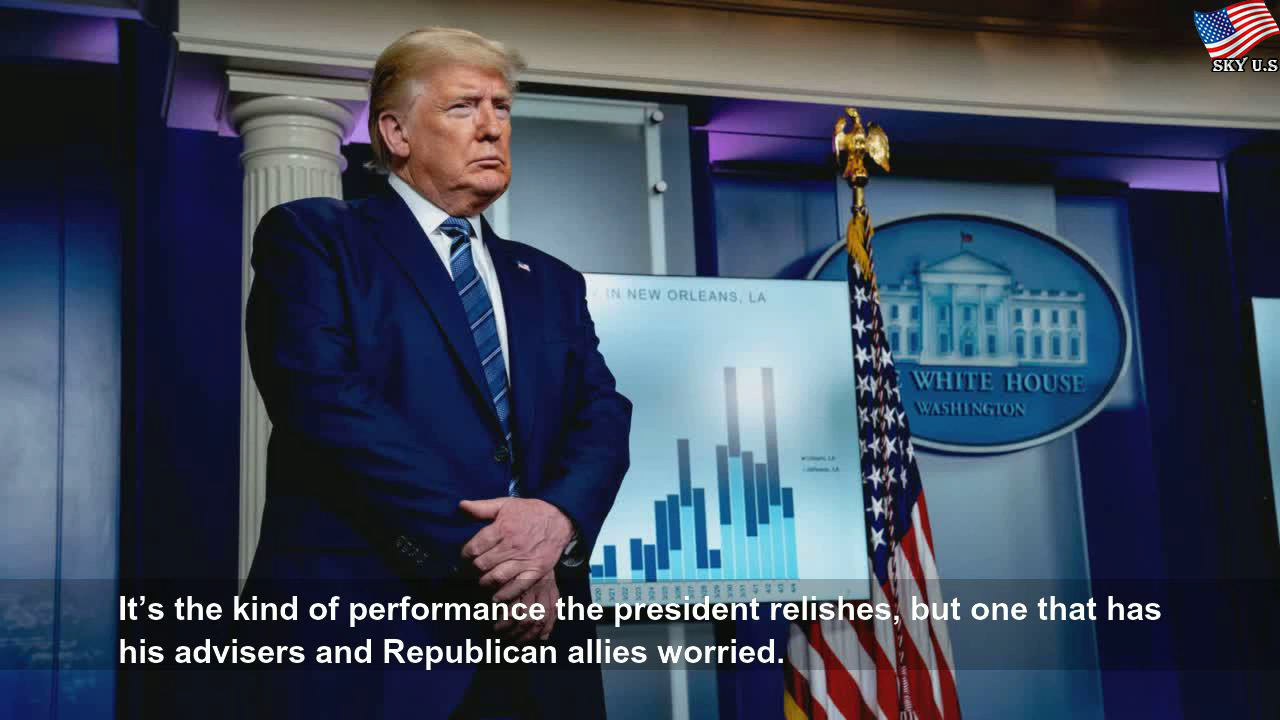 SKY U.S
IN NEW ORLEANS, LA
WHITE HOUSE
WASHINGTON
It’s the kind of performance the president relishes, but one that has
his advisers and Republican allies worried.